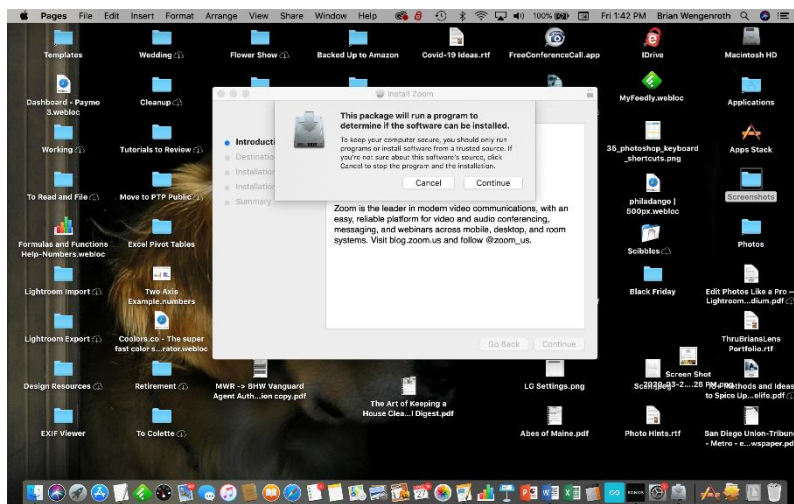 Pages File Edit Insert Format Arrange View Share Window Help 100% Fri 1:42 PM Brian Wengenroth
Templates
Wedding
Flower Show
Backed Up to Amazon
Covid-19 Ideas.rtf
FreeConferenceCall.app
IDrive
Macintosh HD
Dashboard - Paymo
3.webloc
Cleanup
MyFeedly.webloc
Applications
Install Zoom
This package will run a program to
determine if the software can be installed.
To keep your computer secure, you should only run
programs or install software from a trusted source. If
you're not sure about this software's source, click
Cancel to stop the program and the installation.
Cancel
Continue
Introducti
Destinatio
Installation
Installation
Summary
Zoom is the leader in modern video communications, with an
easy, reliable platform for video and audio conferencing,
messaging, and webinars across mobile, desktop, and room
systems. Visit blog.zoom.us and follow @zoom_us.
Go Back
Continue
Working
Tutorials to Review
35_photoshop_keyboard
_shortcuts.png
Apps Stack
To Read and File
Move to PTP Public
philadango |
500px.webloc
Screenshots
Formulas and Functions
Help-Numbers.webloc
Excel Pivot Tables
Scibbles
Photos
Lightroom Import
Two Axis
Example.numbers
Black Friday
Edit Photos Like a Pro —
Lightroom...dium.pdf
Lightroom Export
Coolors.co - The super
fast color s...rator.webloc
ThruBriansLens
Portfolio.rtf
Design Resources
Retirement
MWR -> BHW Vanguard
Agent Auth...ion copy.pdf
The Art of Keeping a
House Clea...l Digest.pdf
LG Settings.png
Screen Shot
to Spice Up...elife.pdf
EXIF Viewer
To Colette
Abes of Maine.pdf
Photo Hints.rtf
San Diego Union-Tribune
- Metro - e...wspaper.pdf